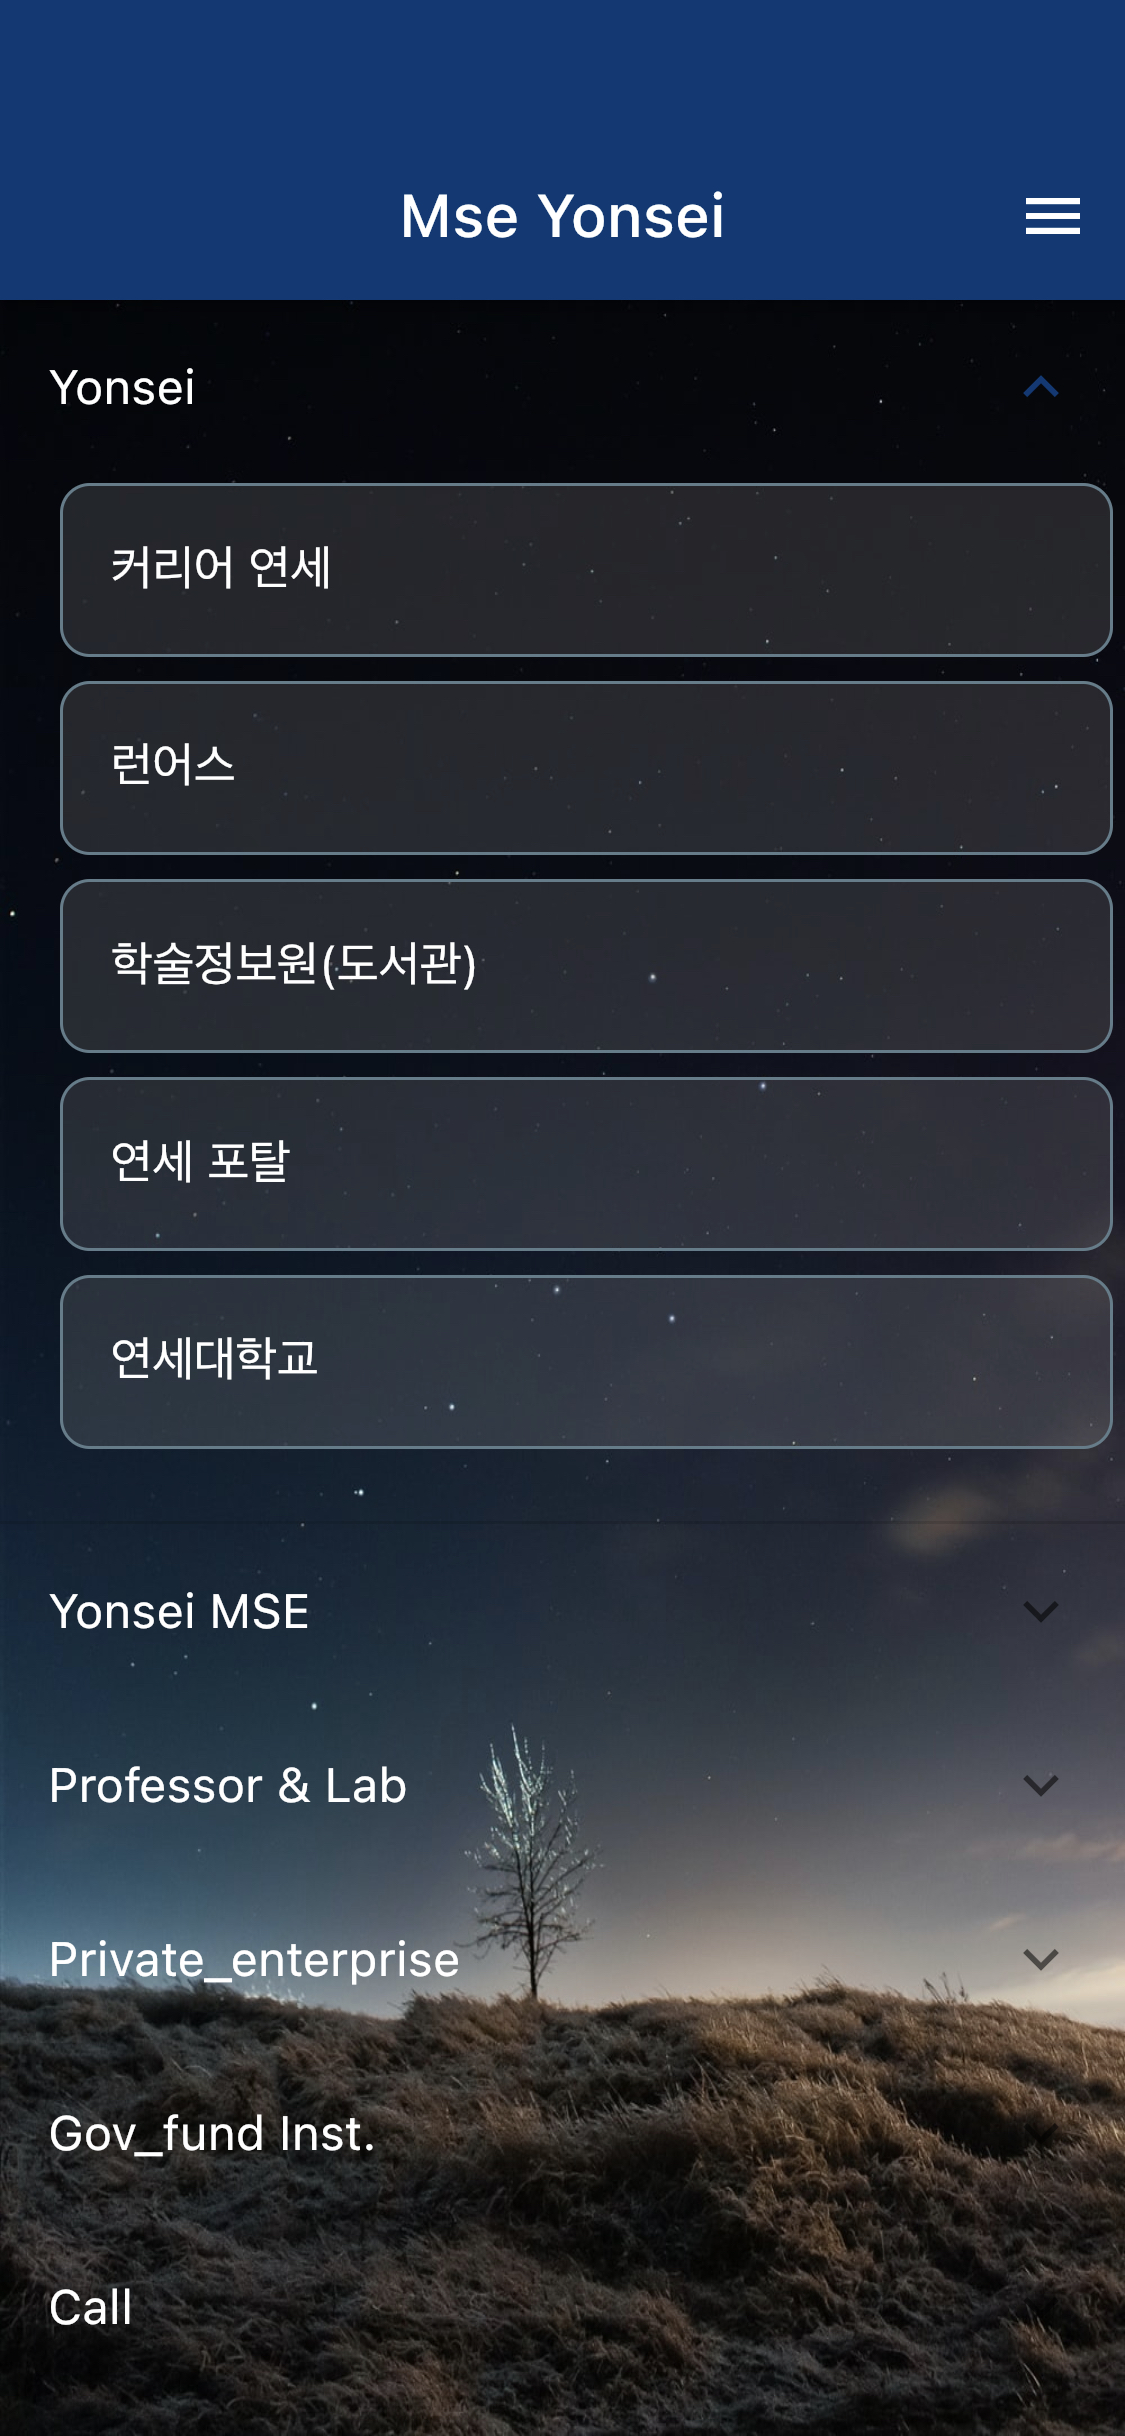 Mse Yonsei
Yonsei
커리어 연세
런어스
학술정보원(도서관)
연세 포탈
연세대학교
Yonsei MSE
Professor & Lab
Private_enterprise
Gov_fund Inst.
Call